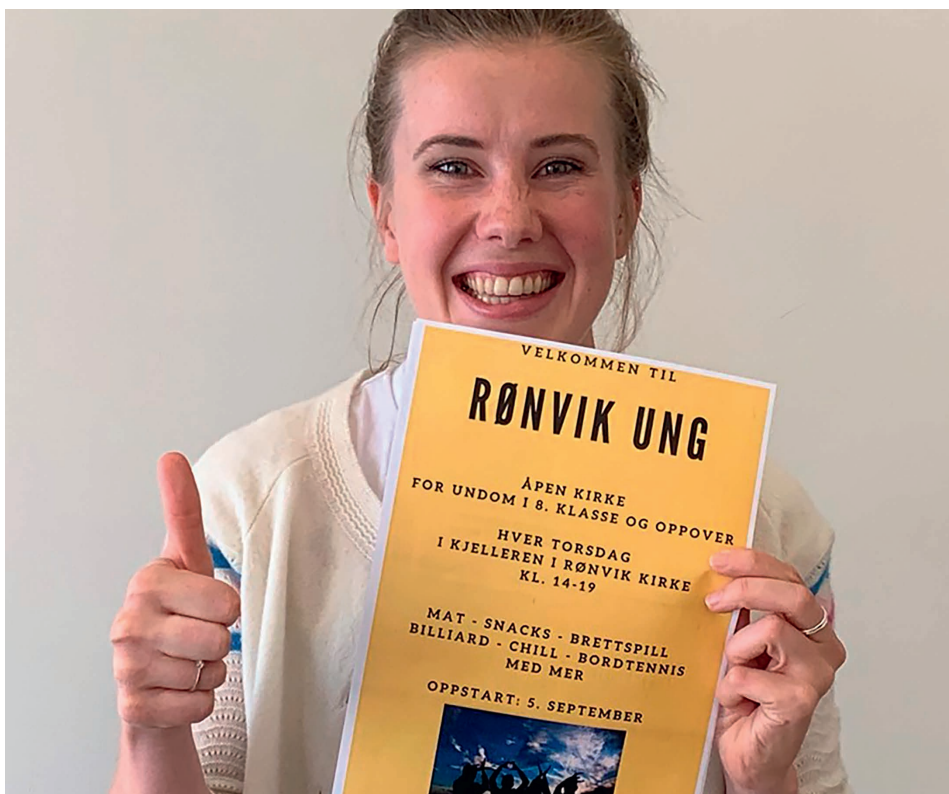 VELKOMMEN TIL
RØNVIK UNG
ÅPEN KIRKE
FOR UNDOM I 8. KLASSE OG OPPOVER
HVER TORSDAG
I KJELLEREN I RØNVIK KIRKE
KL. 14-19
MAT - SNACKS - BRETTSPILL
BILLIARD - CHILL - BORDTENNIS
MED MER
OPPSTART: 5. SEPTEMBER